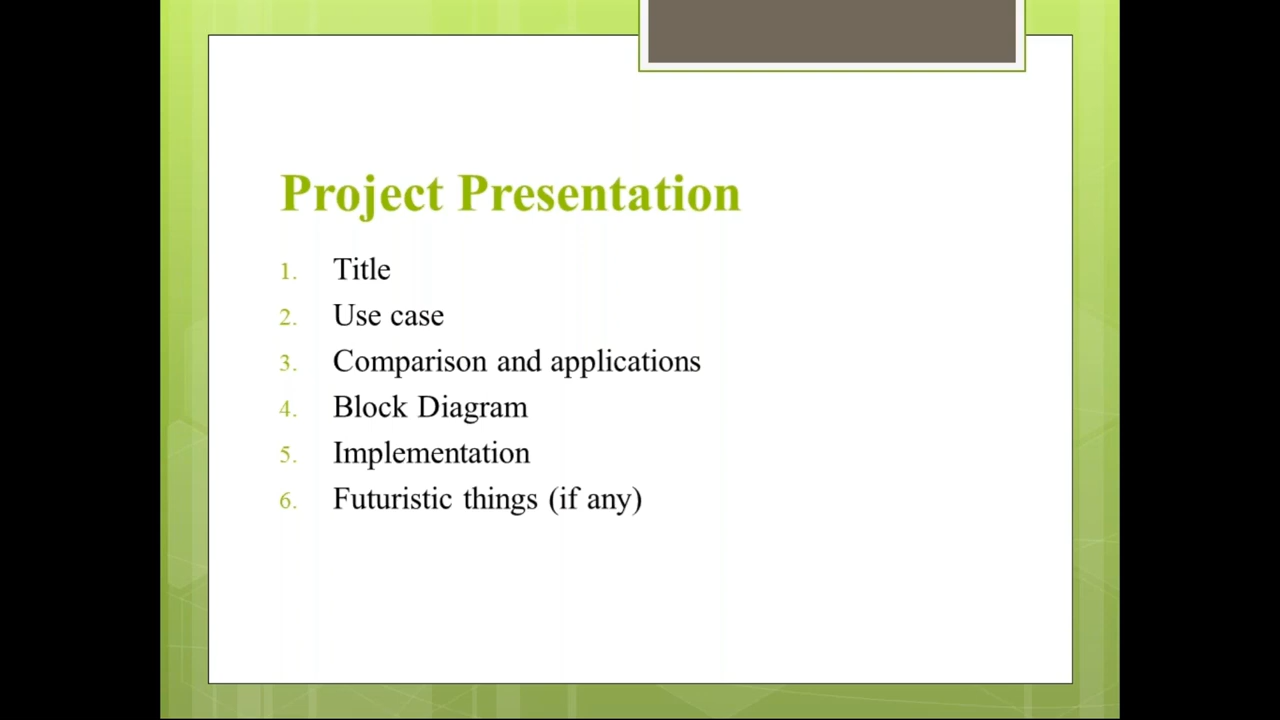 Project Presentation
1. Title
2. Use case
3. Comparison and applications
4. Block Diagram
5. Implementation
6. Futuristic things (if any)